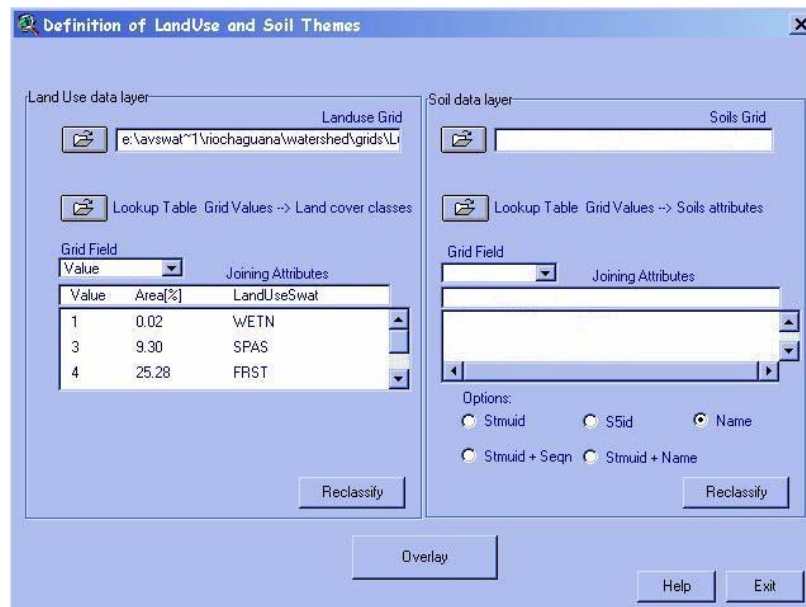 Definition of LandUse and Soil Themes
Land Use data layer
Landuse Grid
e:\avswat~1\riochaguana\watershed\grids\L
Lookup Table Grid Values --> Land cover classes
Grid Field
Value
Joining Attributes
Value Area[%] LandUseSwat
1 0.02 WETN
3 9.30 SPAS
4 25.28 FRST
Reclassify
Soil data layer
Soils Grid
Lookup Table Grid Values --> Soils attributes
Grid Field
Joining Attributes
Options:
Stmuid S5id Name
Stmuid + Seqn Stmuid + Name
Reclassify
Overlay
Help Exit